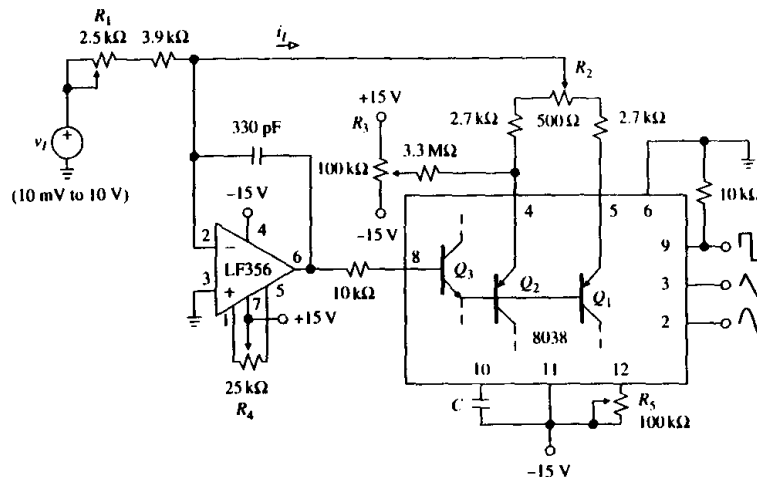 R1
2.5 kΩ 3.9 kΩ
iI
R2
+15 V
2.7 kΩ 500 Ω 2.7 kΩ
330 pF
R3
3.3 MΩ
100 kΩ
vI
(10 mV to 10 V)
−15 V
−15 V
10 kΩ
4 5 6
4
2 − 6 8 9
LF356
3 + 5
Q3 Q2 Q1
3
1 7
10 kΩ
+15 V
8038
2
25 kΩ
R4
10 11 12
C
R5
100 kΩ
−15 V